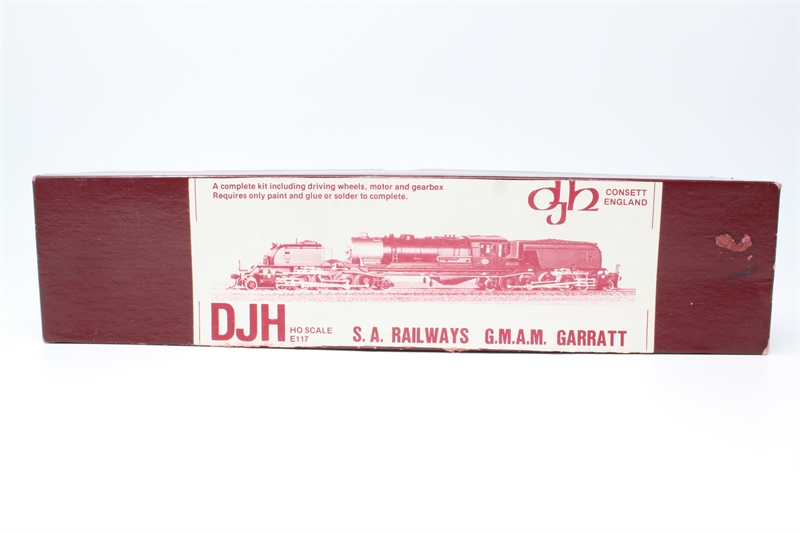 A complete kit including driving wheels, motor and gearbox
Requires only paint and glue or solder to complete.
djh
CONSETT
ENGLAND
DJH
HO SCALE
E117
S. A. RAILWAYS G.M.A.M. GARRATT